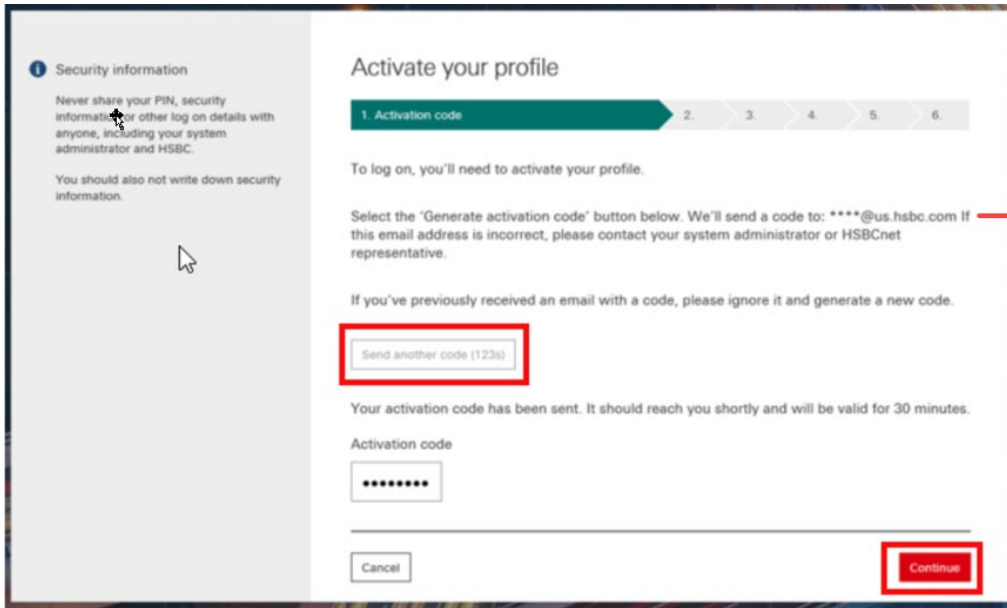 Security information
Never share your PIN, security
information or other log on details with
anyone, including your system
administrator and HSBC.
You should also not write down security
information.
Activate your profile
1. Activation code
2.
3.
4.
5.
6.
To log on, you'll need to activate your profile.
Select the 'Generate activation code' button below. We'll send a code to: ****@us.hsbc.com If
this email address is incorrect, please contact your system administrator or HSBCnet
representative.
If you've previously received an email with a code, please ignore it and generate a new code.
Send another code (123s)
Your activation code has been sent. It should reach you shortly and will be valid for 30 minutes.
Activation code
••••••••
Cancel
Continue